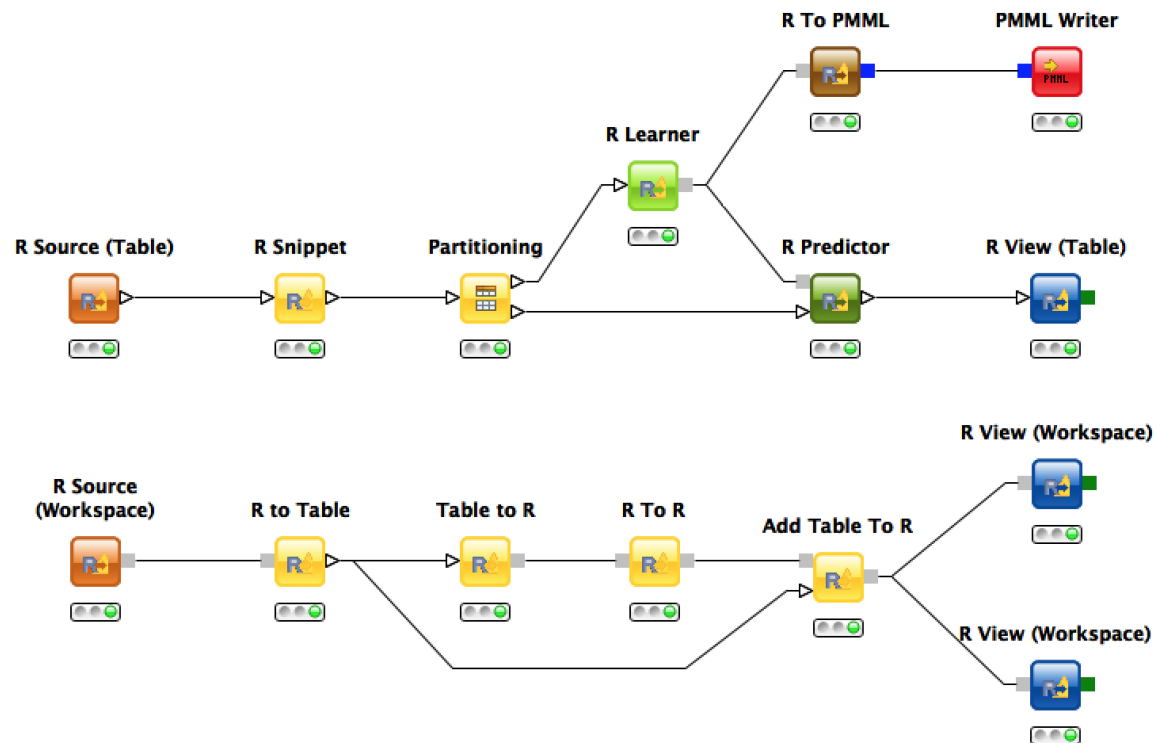 R To PMML
PMML Writer
PMML
R Learner
R Source (Table)
R Snippet
Partitioning
R Predictor
R View (Table)
R
R
R
R
R
R
R View (Workspace)
R Source
(Workspace)
R to Table
Table to R
R To R
Add Table To R
R
R
R
R
R
R
R View (Workspace)
R